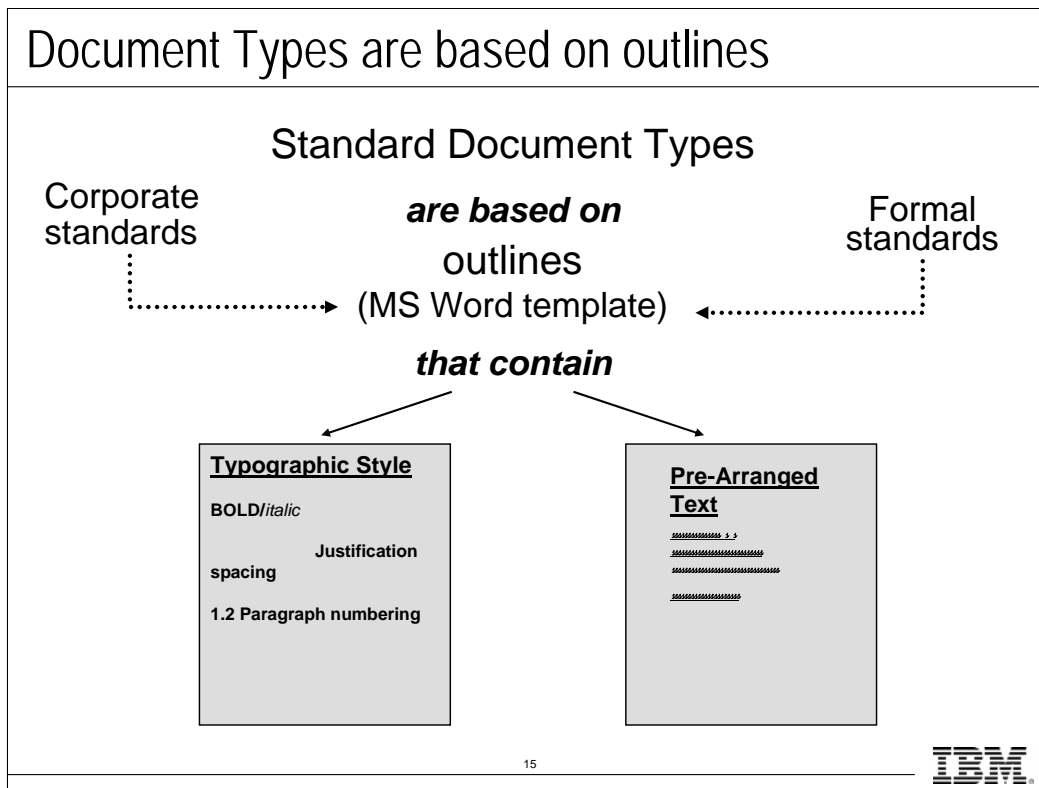 Document Types are based on outlines
Standard Document Types
Corporate
standards
are based on
Formal
standards
outlines
(MS Word template)
that contain
Typographic Style
BOLD/italic
Justification
spacing
1.2 Paragraph numbering
Pre-Arranged
Text
15
IBM.